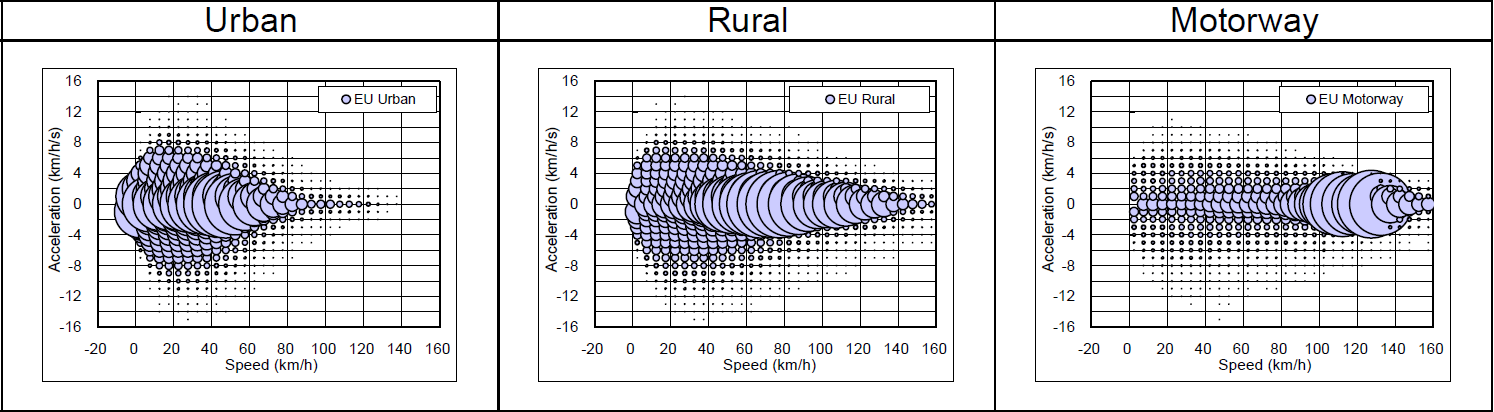 Urban
Rural
Motorway
16
12
8
4
0
-4
-8
-12
-16
-20 0 20 40 60 80 100 120 140 160
Acceleration (km/h/s)
Speed (km/h)
EU Urban
16
12
8
4
0
-4
-8
-12
-16
-20 0 20 40 60 80 100 120 140 160
Acceleration (km/h/s)
Speed (km/h)
EU Rural
16
12
8
4
0
-4
-8
-12
-16
-20 0 20 40 60 80 100 120 140 160
Acceleration (km/h/s)
Speed (km/h)
EU Motorway